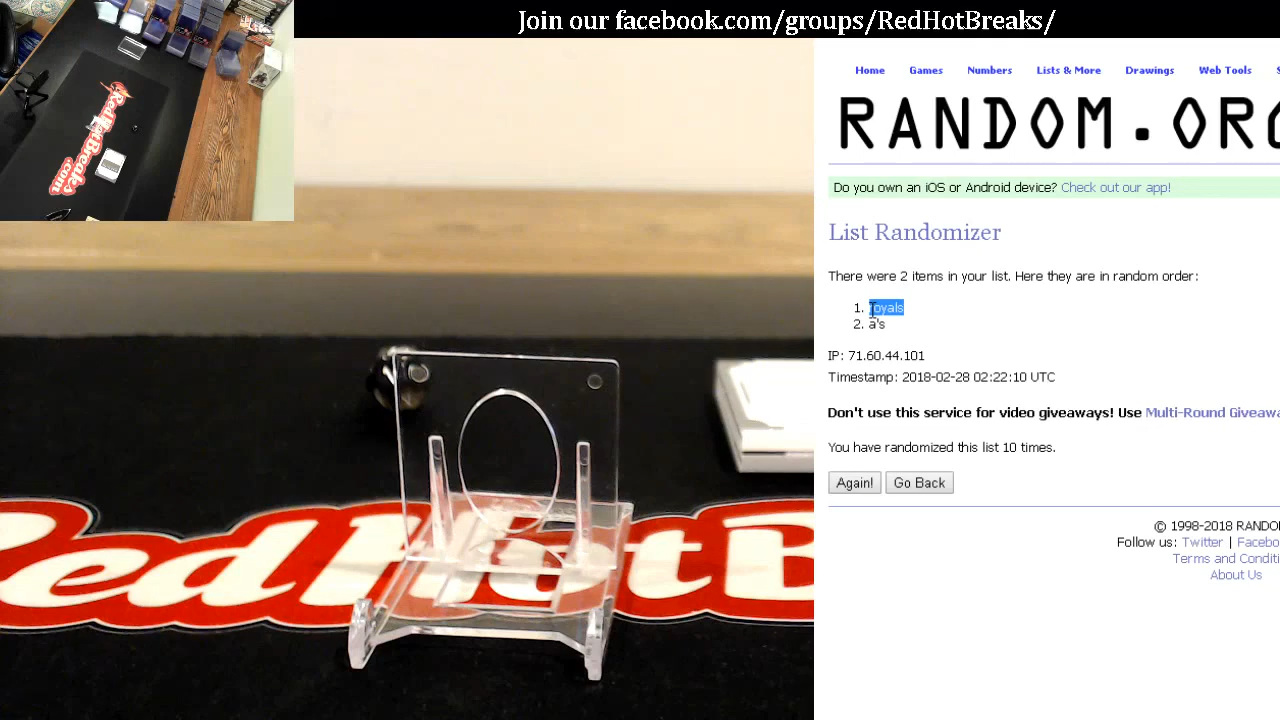 Join our facebook.com/groups/RedHotBreaks/
RedHotBreaks
.com
Home Games Numbers Lists & More Drawings Web Tools
RANDOM.ORG
Do you own an iOS or Android device? Check out our app!
List Randomizer
There were 2 items in your list. Here they are in random order:
1. royals
2. a's
IP: 71.60.44.101
Timestamp: 2018-02-28 02:22:10 UTC
Don't use this service for video giveaways! Use Multi-Round Giveawa
You have randomized this list 10 times.
Again! Go Back
© 1998-2018 RANDO
Follow us: Twitter | Facebo
Terms and Conditi
About Us
RedHotB